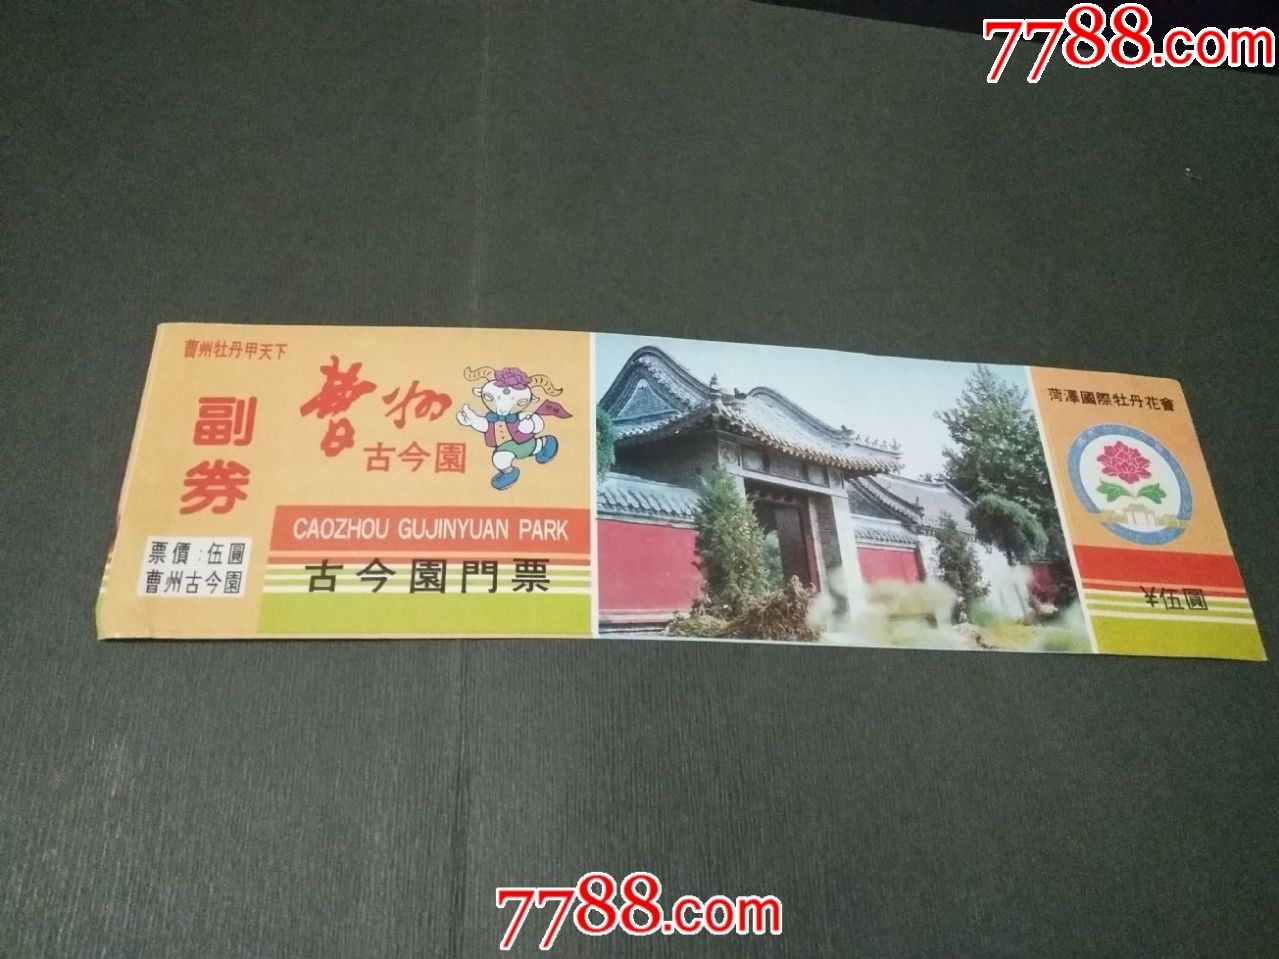 7788.com
曹州牡丹甲天下
副券
票價:伍圓
曹州古今園
曹州
古今園
CAOZHOU GUJINYUAN PARK
古今園門票
菏澤國際牡丹花會
¥伍圓
7788.com